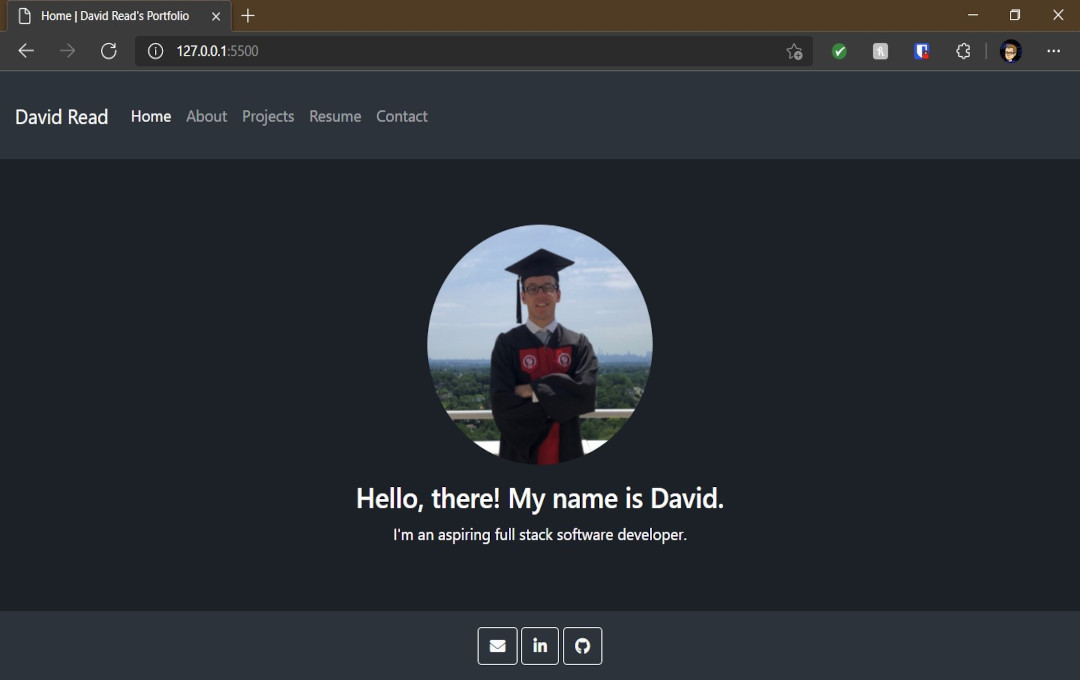 Home | David Read's Portfolio
127.0.0.1:5500
David Read Home About Projects Resume Contact
Hello, there! My name is David.
I'm an aspiring full stack software developer.
in